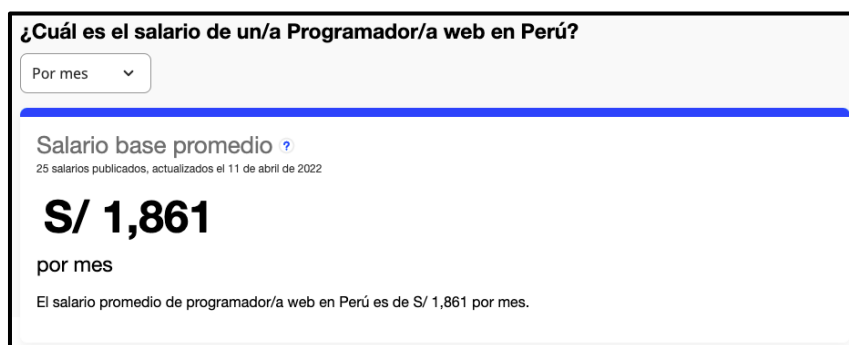 ¿Cuál es el salario de un/a Programador/a web en Perú?
Por mes
Salario base promedio ?
25 salarios publicados, actualizados el 11 de abril de 2022
S/ 1,861
por mes
El salario promedio de programador/a web en Perú es de S/ 1,861 por mes.